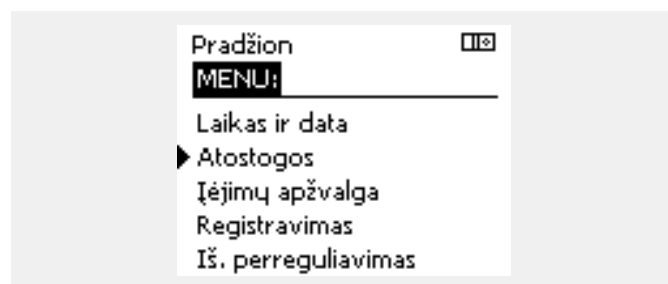 Pradžion
MENU:
Laikas ir data
Atostogos
Įėjimų apžvalga
Registravimas
Iš. perreguliavimas